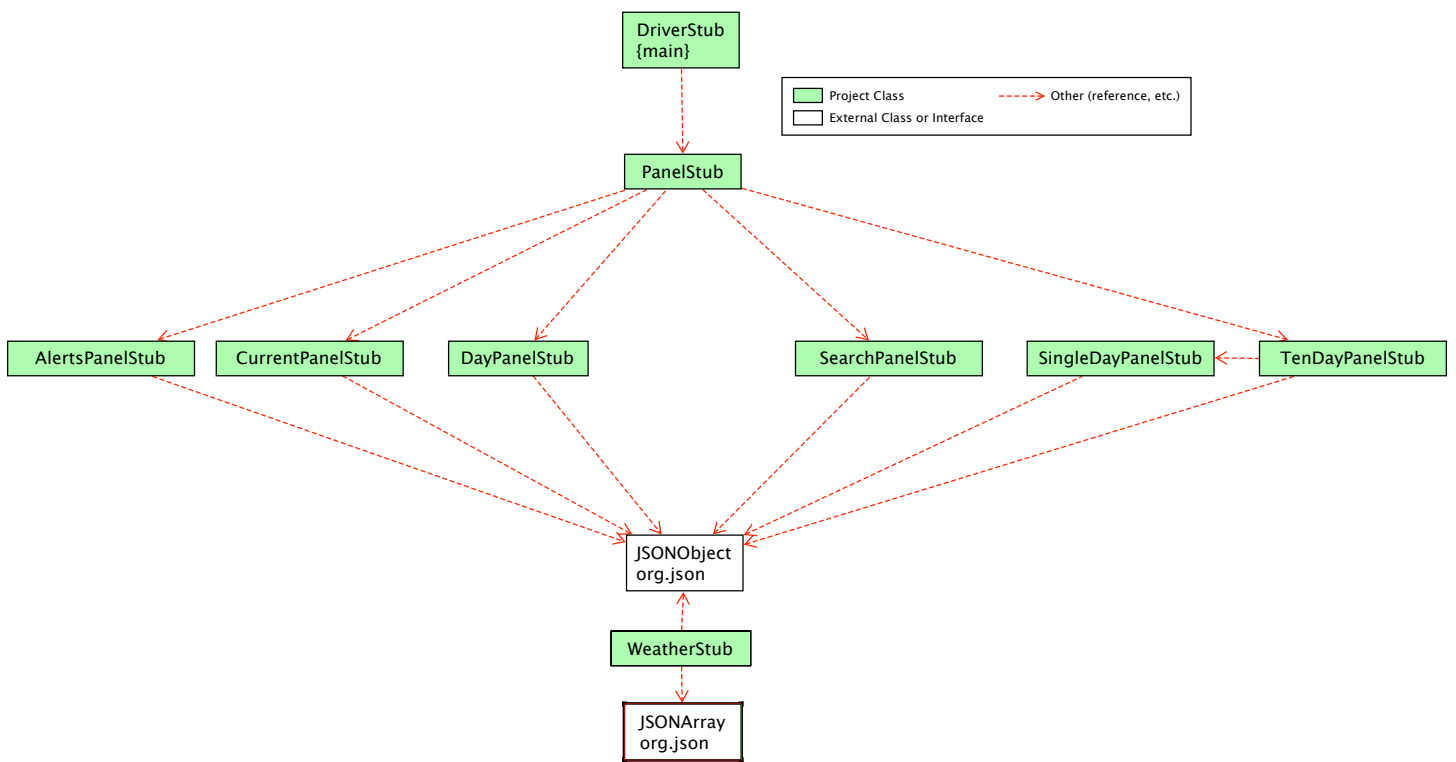 DriverStub
{main}
Project Class
Other (reference, etc.)
External Class or Interface
PanelStub
AlertsPanelStub
CurrentPanelStub
DayPanelStub
SearchPanelStub
SingleDayPanelStub
TenDayPanelStub
JSONObject
org.json
WeatherStub
JSONArray
org.json